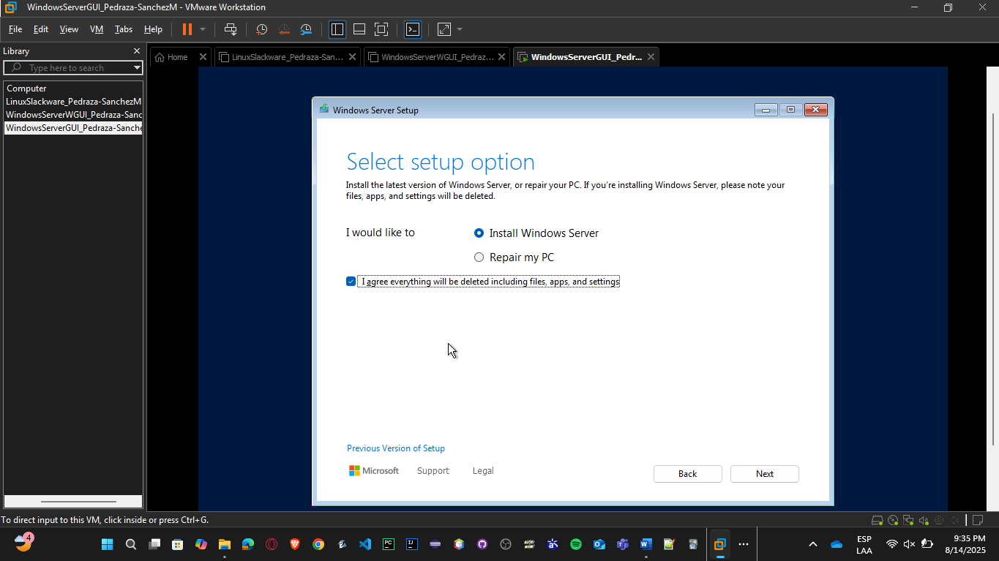 WindowsServerGUI_Pedraza-SanchezM - VMware Workstation
File Edit View VM Tabs Help
Library
Type here to search
Computer
LinuxSlackware_Pedraza-SanchezM
WindowsServerWGUI_Pedraza-Sanc
WindowsServerGUI_Pedraza-Sanche
Home
LinuxSlackware_Pedraza-San...
WindowsServerWGUI_Pedraz...
WindowsServerGUI_Pedr...
Windows Server Setup
Select setup option
Install the latest version of Windows Server, or repair your PC. If you're installing Windows Server, please note your
files, apps, and settings will be deleted.
I would like to
Install Windows Server
Repair my PC
I agree everything will be deleted including files, apps, and settings
Previous Version of Setup
Microsoft Support Legal
Back Next
To direct input to this VM, click inside or press Ctrl+G.
4
PC
IJ
ESP
LAA
9:35 PM
8/14/2025